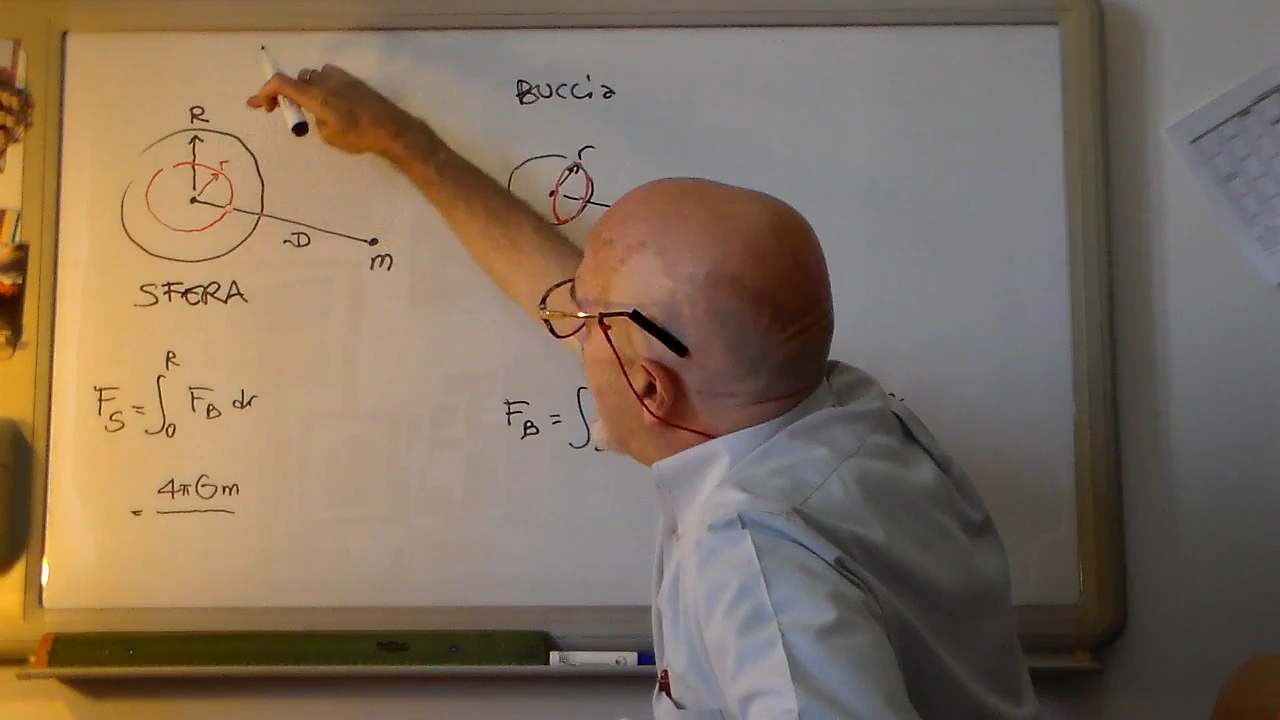 R
r
D
m
SFERA
F_S = ∫_0^R F_B dr
= 4πGm
BUCCIA
r
F_B = ∫